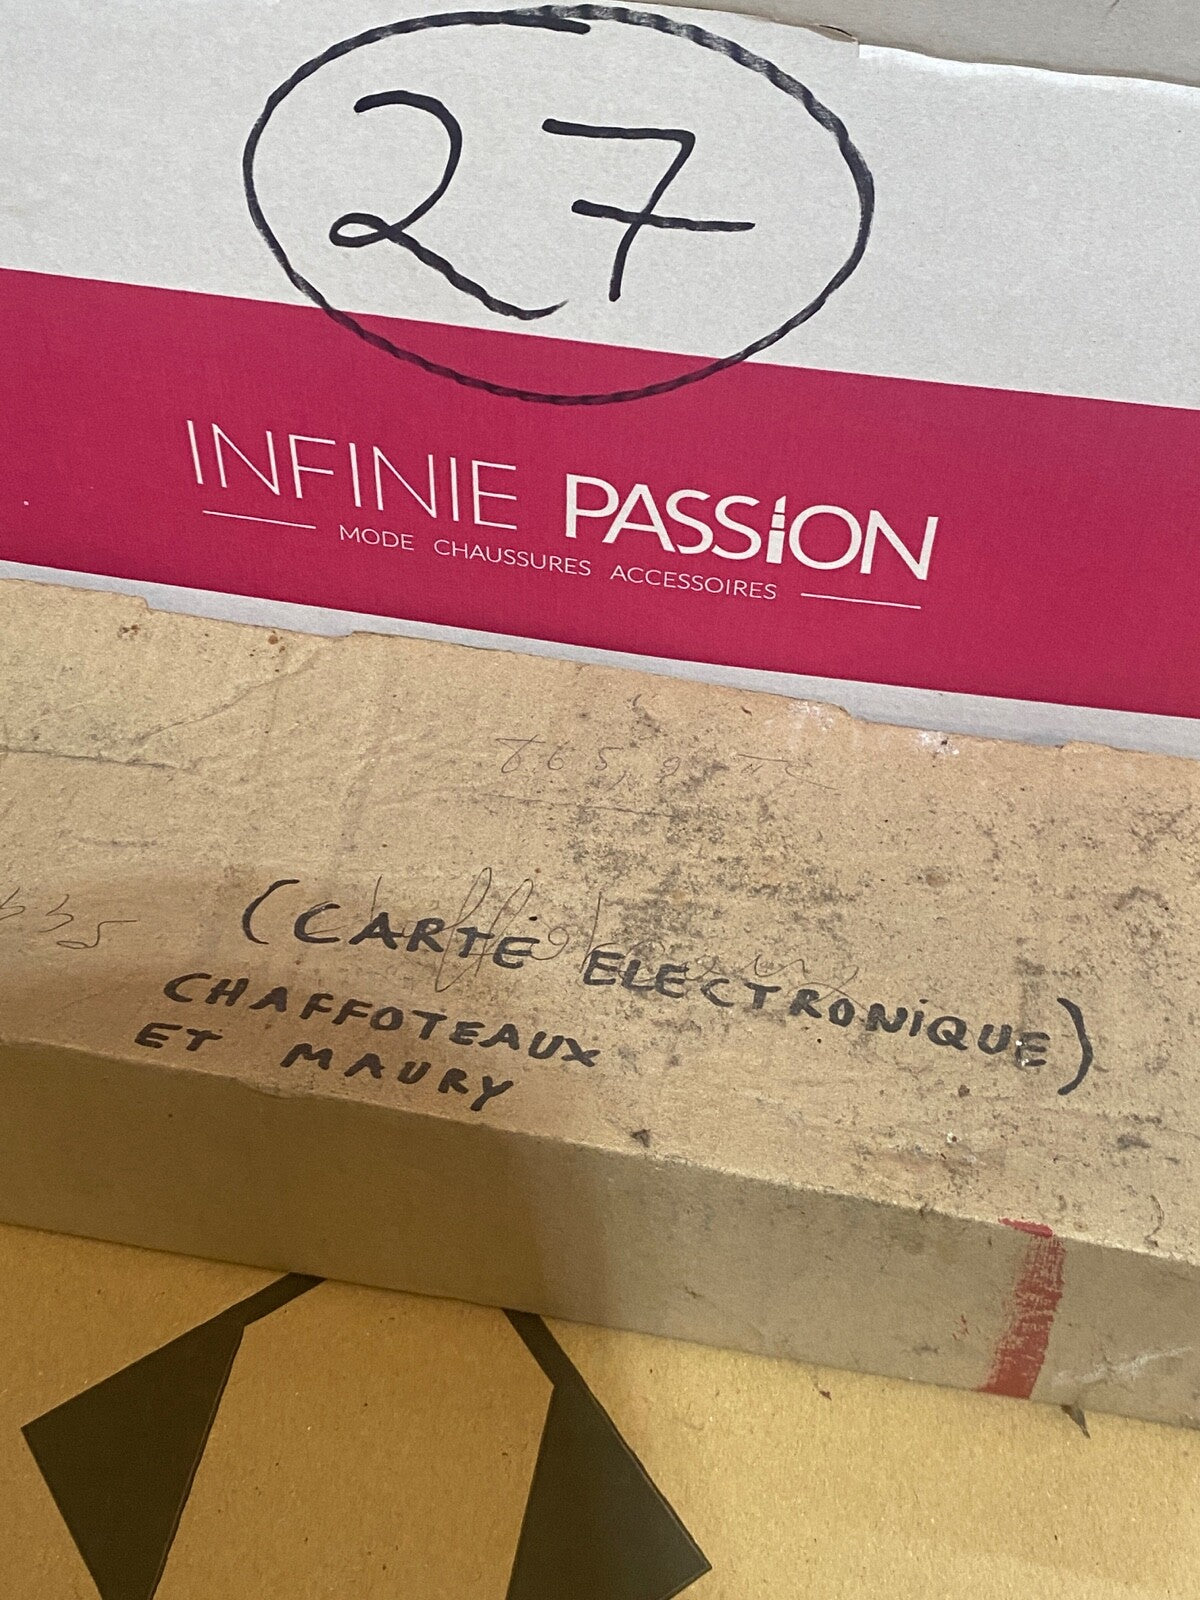 27
INFINIE PASSION
MODE CHAUSSURES ACCESSOIRES
(CARTE ELECTRONIQUE)
CHAFFOTEAUX
ET MAURY